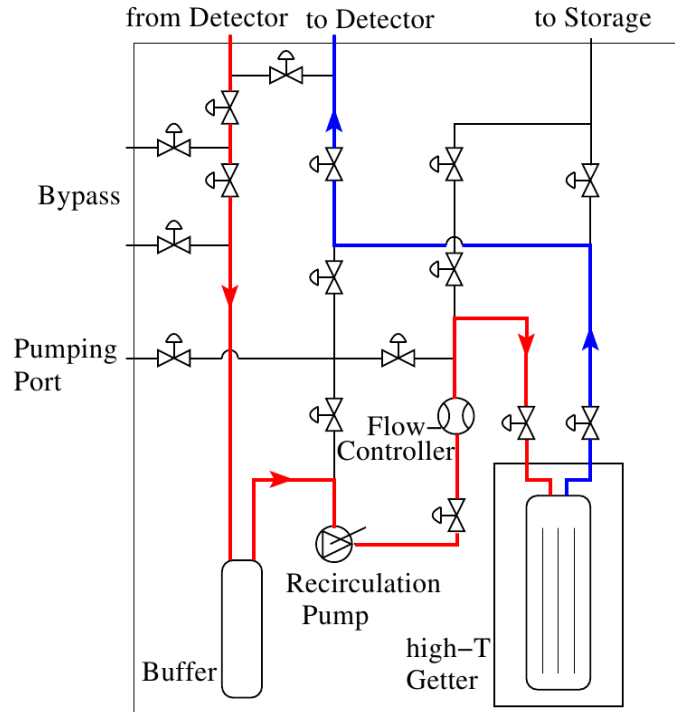 from Detector
to Detector
to Storage
Bypass
Pumping
Port
Flow-
Controller
Recirculation
Pump
Buffer
high-T
Getter